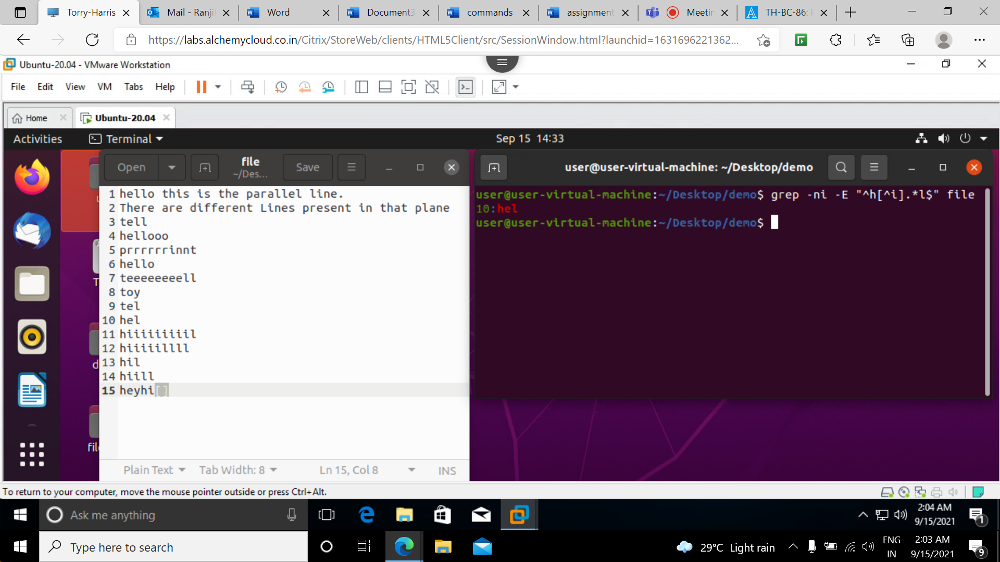 Torry-Harris
Mail - Ranji
Word
Document3
commands
assignment
Meetin
TH-BC-86:
https://labs.alchemycloud.co.in/Citrix/StoreWeb/clients/HTML5Client/src/SessionWindow.html?launchid=1631696221362...
Ubuntu-20.04 - VMware Workstation
File Edit View VM Tabs Help
Home
Ubuntu-20.04
Activities
Terminal
Sep 15 14:33
Open
file
~/Des...
Save
1 hello this is the parallel line.
2 There are different Lines present in that plane
3 tell
4 hellooo
5 prrrrrrinnt
6 hello
7 teeeeeeeell
8 toy
9 tel
10 hel
11 hiiiiiiiiil
12 hiiiiillll
13 hil
14 hiill
15 heyhi[]
Plain Text
Tab Width: 8
Ln 15, Col 8
INS
user@user-virtual-machine: ~/Desktop/demo
user@user-virtual-machine:~/Desktop/demo$ grep -ni -E "^h[^i].*l$" file
10:hel
user@user-virtual-machine:~/Desktop/demo$
To return to your computer, move the mouse pointer outside or press Ctrl+Alt.
Ask me anything
2:04 AM
9/15/2021
1
Type here to search
29°C Light rain
ENG
IN
2:03 AM
9/15/2021
9